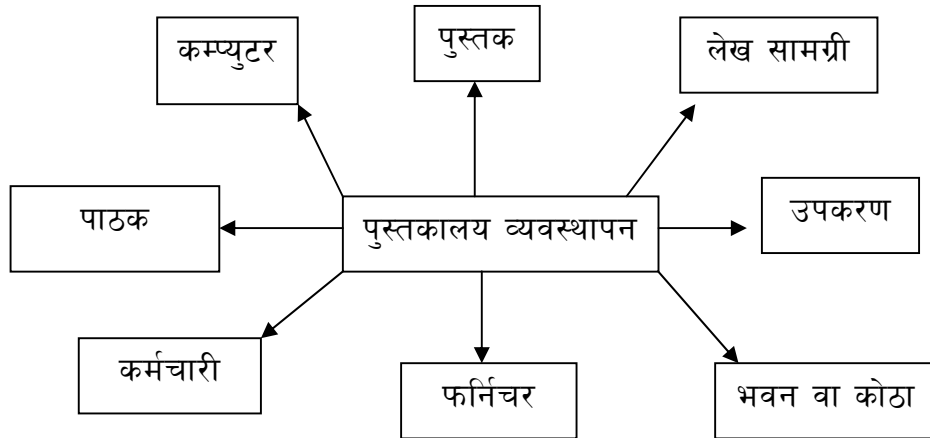 कम्प्युटर
पुस्तक
लेख सामग्री
पाठक
पुस्तकालय व्यवस्थापन
उपकरण
कर्मचारी
फर्निचर
भवन वा कोठा